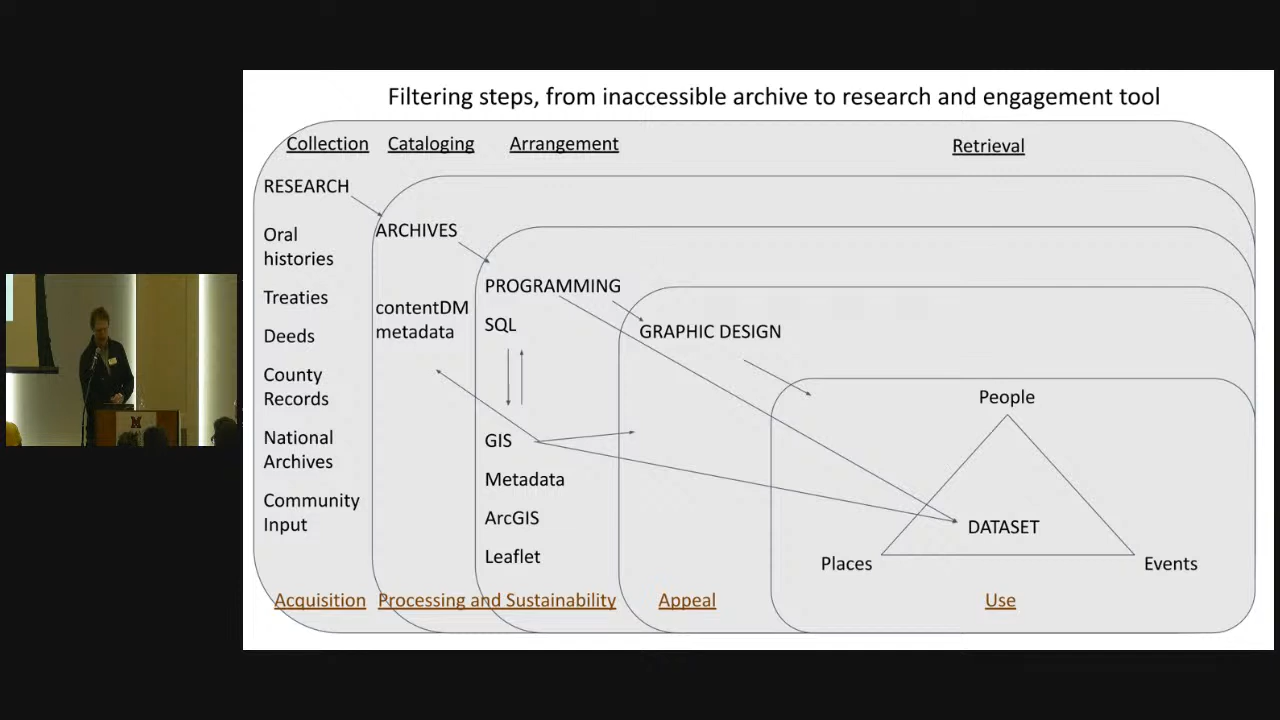 Filtering steps, from inaccessible archive to research and engagement tool
Collection
Cataloging
Arrangement
Retrieval
RESEARCH
Oral
histories
Treaties
Deeds
County
Records
National
Archives
Community
Input
ARCHIVES
contentDM
metadata
PROGRAMMING
SQL
GIS
Metadata
ArcGIS
Leaflet
GRAPHIC DESIGN
People
DATASET
Places
Events
Acquisition
Processing and Sustainability
Appeal
Use
M